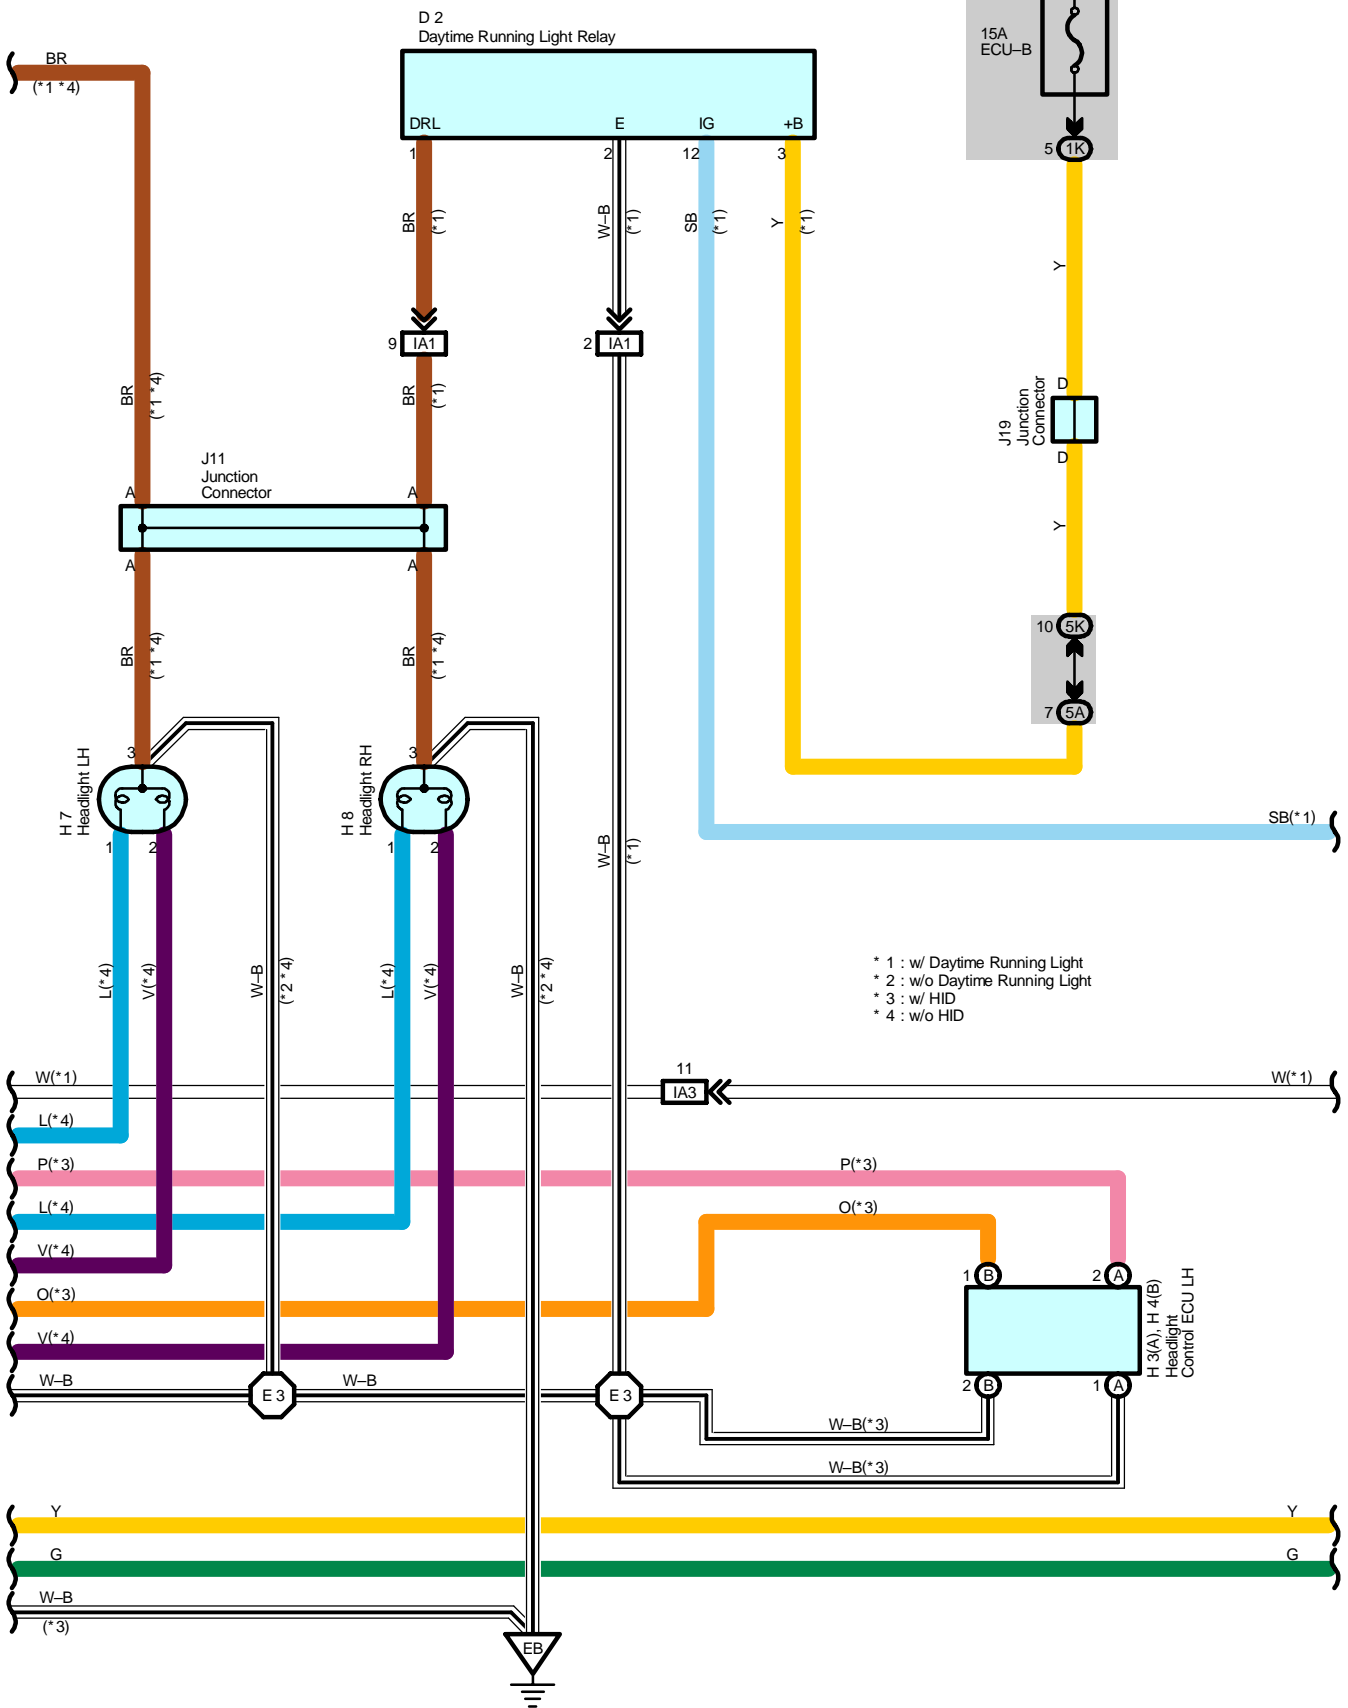 D 2
Daytime Running Light Relay
15A
ECU–B
BR
(*1 *4)
DRL
E
IG
+B
1
2
12
3
5
1K
BR
(*1)
W–B
(*1)
SB
(*1)
Y
(*1)
Y
9
IA1
2
IA1
BR
(*1 *4)
BR
(*1)
D
J19
Junction
Connector
D
J11
Junction
Connector
A
A
A
A
Y
10
5K
7
5A
BR
(*1 *4)
BR
(*1 *4)
3
3
H 7
Headlight LH
H 8
Headlight RH
1
2
1
2
W–B
(*1)
SB(*1)
L(*4)
V(*4)
W–B
(*2 *4)
L(*4)
V(*4)
W–B
(*2 *4)
* 1 : w/ Daytime Running Light
* 2 : w/o Daytime Running Light
* 3 : w/ HID
* 4 : w/o HID
W(*1)
11
IA3
W(*1)
L(*4)
P(*3)
P(*3)
L(*4)
O(*3)
V(*4)
1
B
2
A
O(*3)
H 3(A), H 4(B)
Headlight
Control ECU LH
V(*4)
W–B
E 3
W–B
E 3
2
B
1
A
W–B(*3)
W–B(*3)
Y
Y
G
G
W–B
(*3)
EB